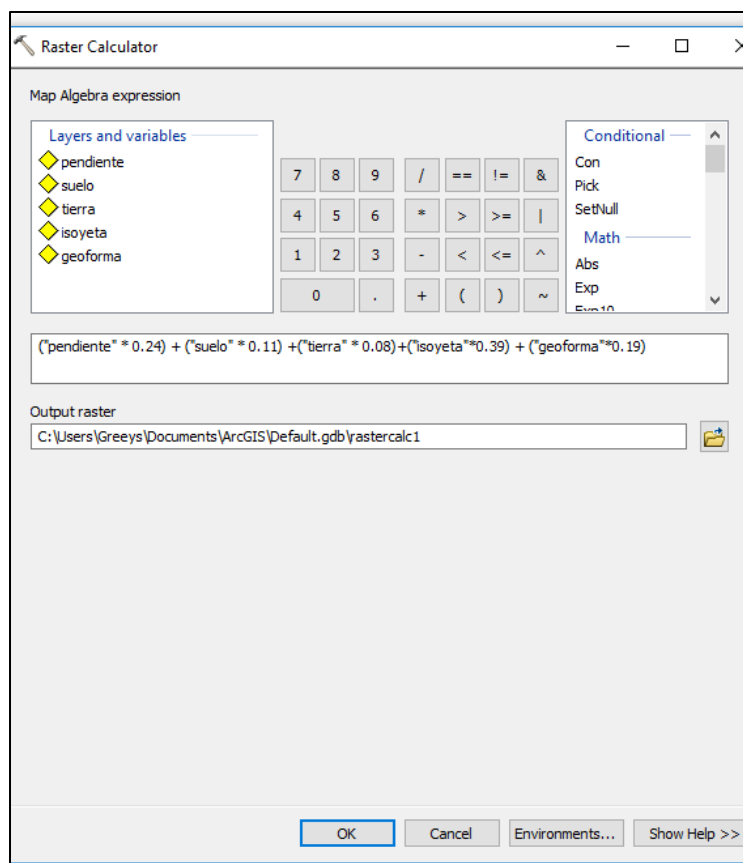 Raster Calculator
Map Algebra expression
Layers and variables
pendiente
suelo
tierra
isoyeta
geoforma
7 8 9 / == != &
4 5 6 * > >= |
1 2 3 - < <= ^
0 . + ( ) ~
Conditional
Con
Pick
SetNull
Math
Abs
Exp
Exp10
("pendiente" * 0.24) + ("suelo" * 0.11) +("tierra" * 0.08)+("isoyeta"*0.39) + ("geoforma"*0.19)
Output raster
C:\Users\Greeys\Documents\ArcGIS\Default.gdb\rastercalc1
OK Cancel Environments... Show Help >>